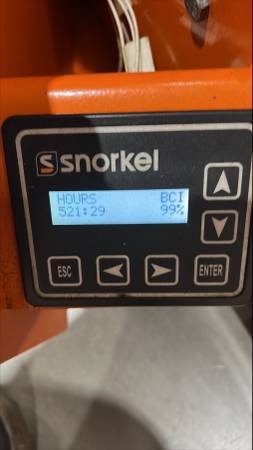 snorkel
HOURS BCI
521:29 99%
ESC ENTER